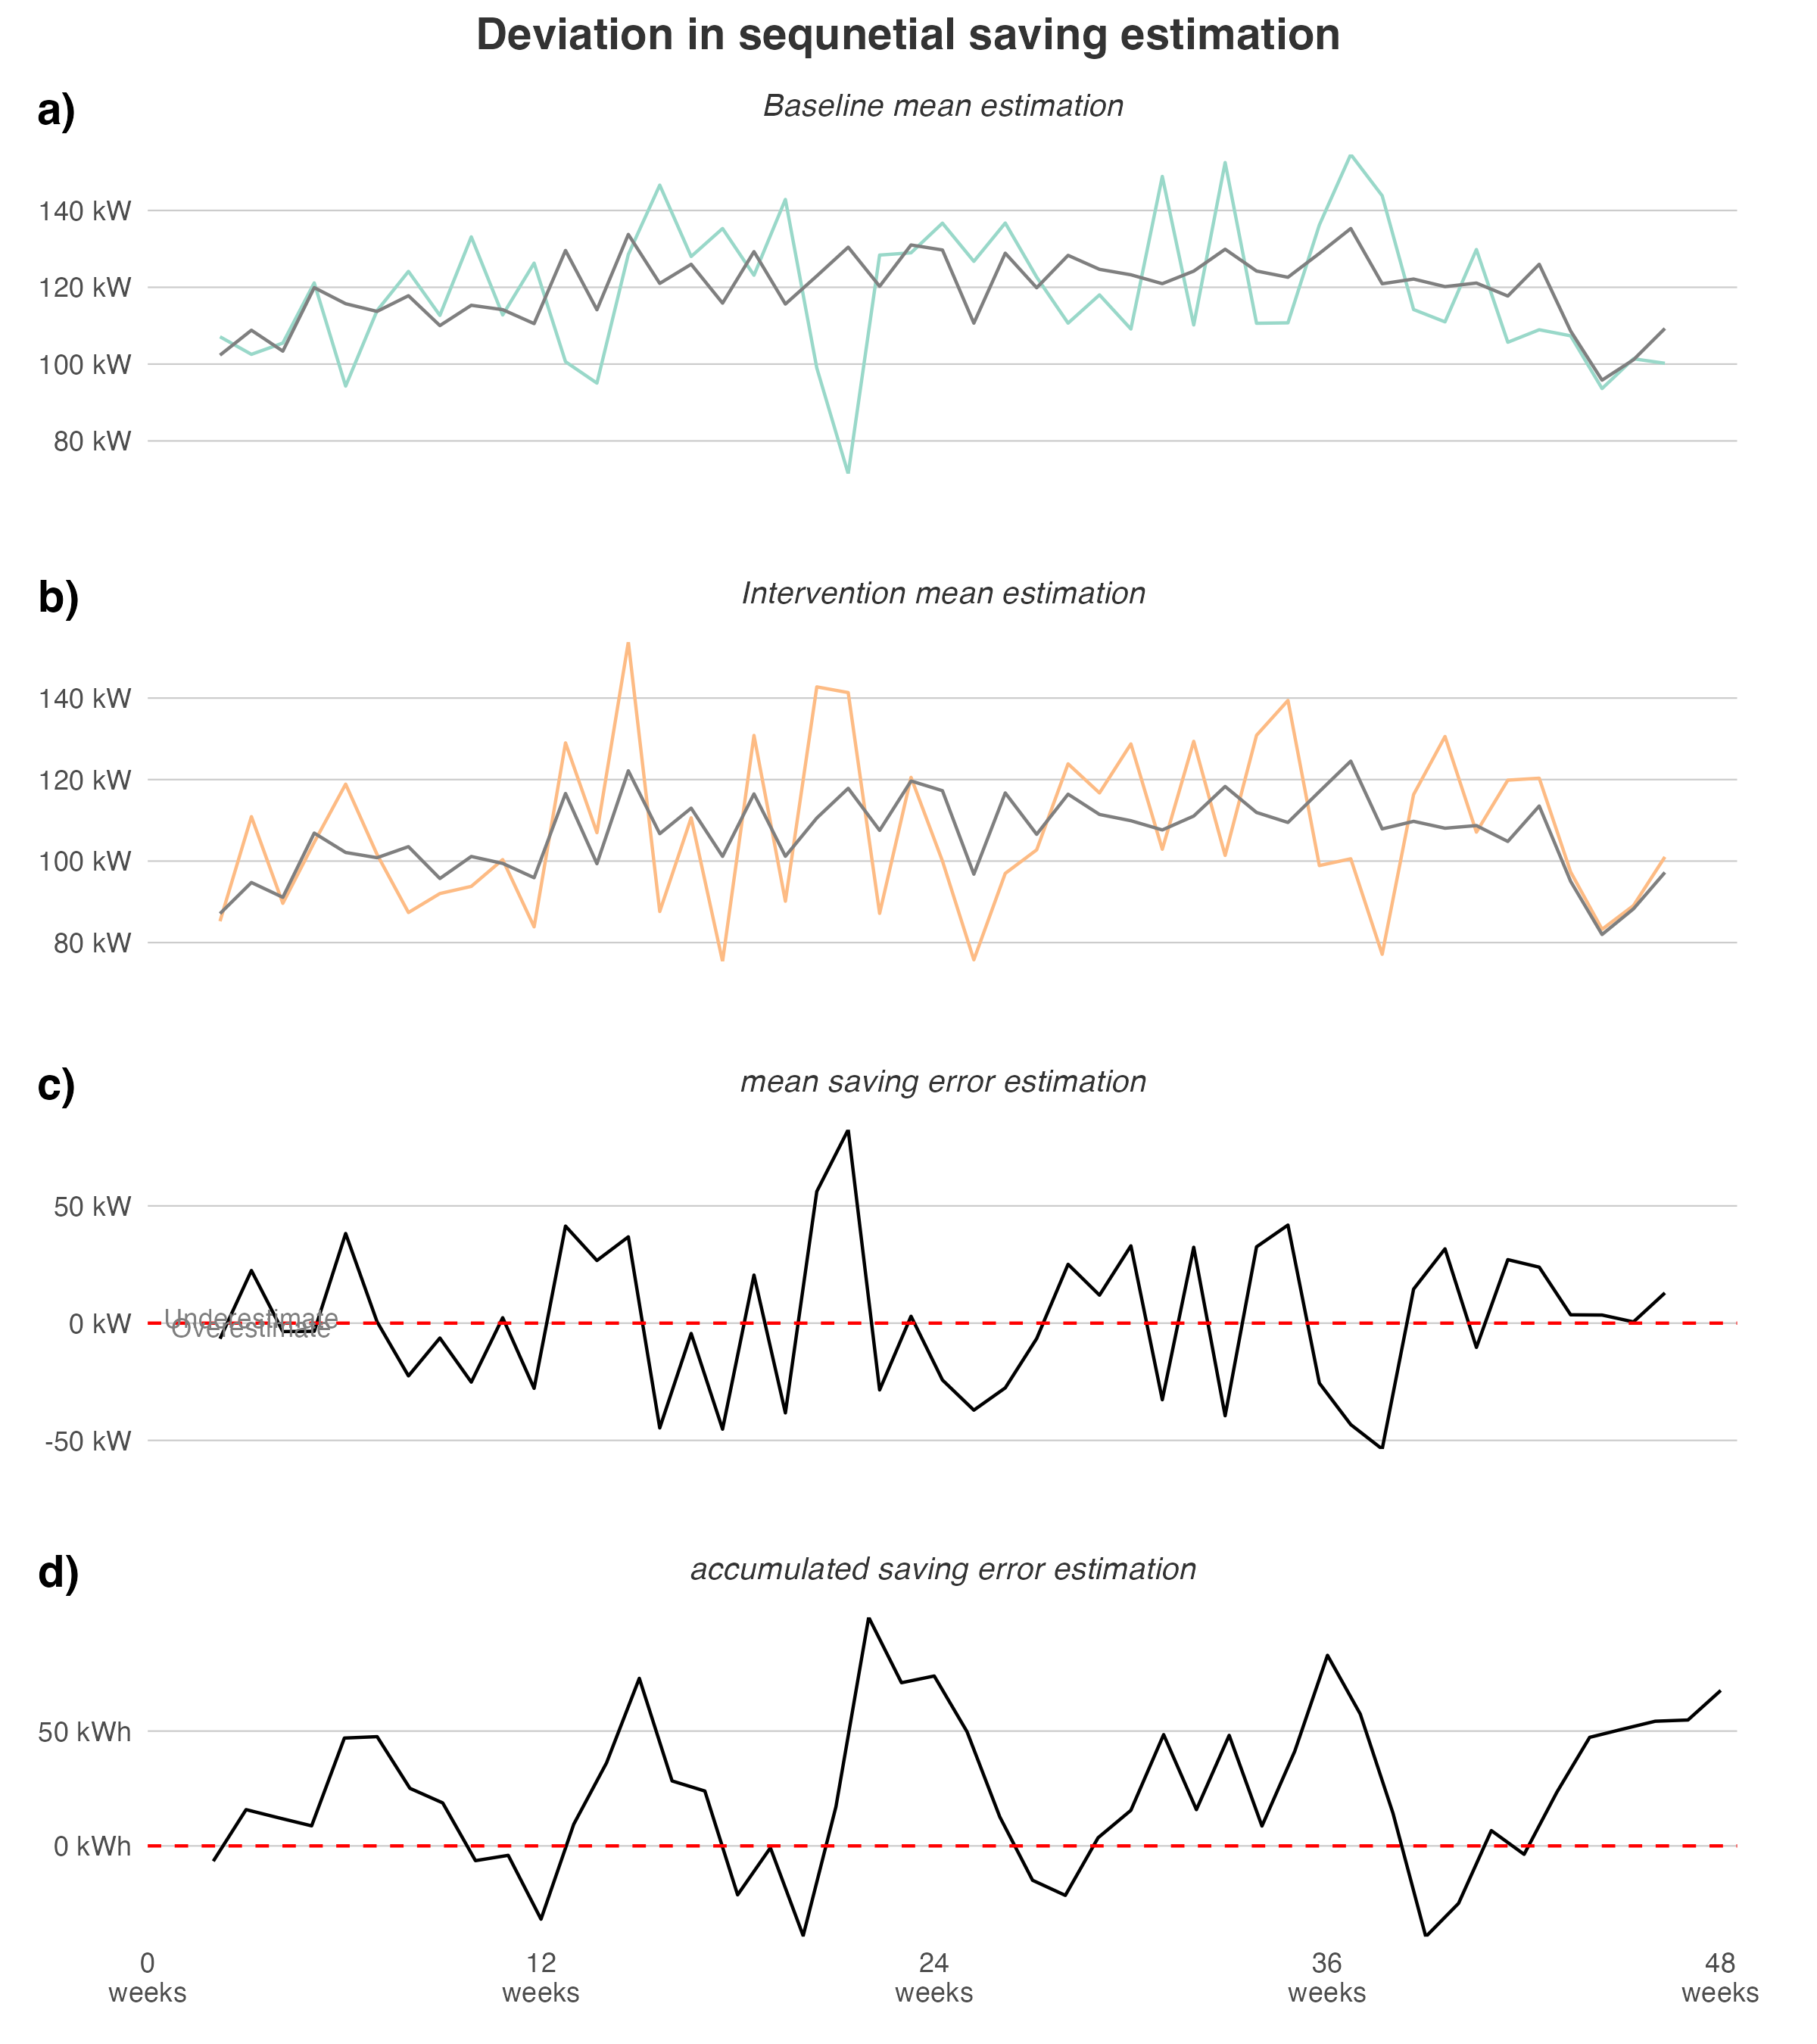 Deviation in sequnetial saving estimation
a)
Baseline mean estimation
140 kW
120 kW
100 kW
80 kW
b)
Intervention mean estimation
140 kW
120 kW
100 kW
80 kW
c)
mean saving error estimation
50 kW
Underestimate
0 kW
Overestimate
-50 kW
d)
accumulated saving error estimation
50 kWh
0 kWh
0 12 24 36 48
weeks weeks weeks weeks weeks